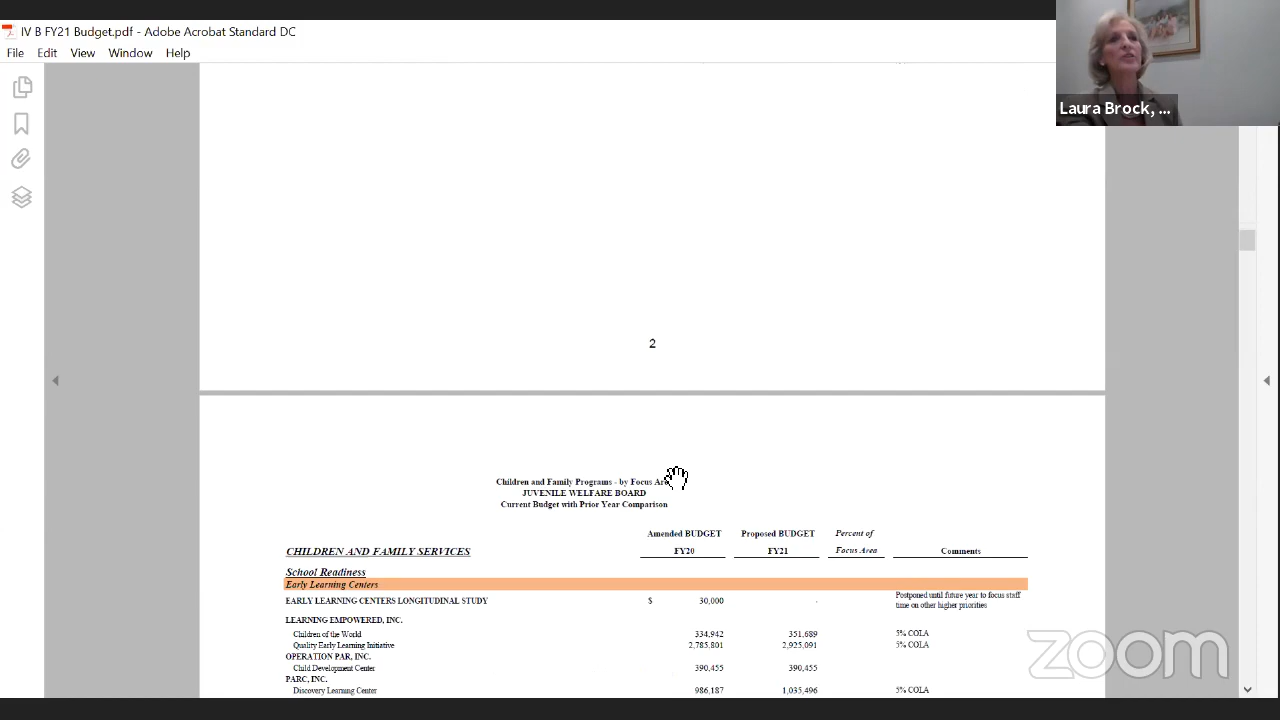 IV B FY21 Budget.pdf - Adobe Acrobat Standard DC
File Edit View Window Help
Laura Brock, ...
2
Children and Family Programs - by Focus Are
JUVENILE WELFARE BOARD
Current Budget with Prior Year Comparison
Amended BUDGET Proposed BUDGET Percent of
CHILDREN AND FAMILY SERVICES FY20 FY21 Focus Area Comments
School Readiness
Early Learning Centers
EARLY LEARNING CENTERS LONGITUDINAL STUDY $ 30,000 - Postponed until future year to focus staff
time on other higher priorities
LEARNING EMPOWERED, INC.
Children of the World 334,942 351,689 5% COLA
Quality Early Learning Initiative 2,785,801 2,925,091 5% COLA
OPERATION PAR, INC.
Child Development Center 390,455 390,455
PARC, INC.
Discovery Learning Center 986,187 1,035,496 5% COLA
zoom